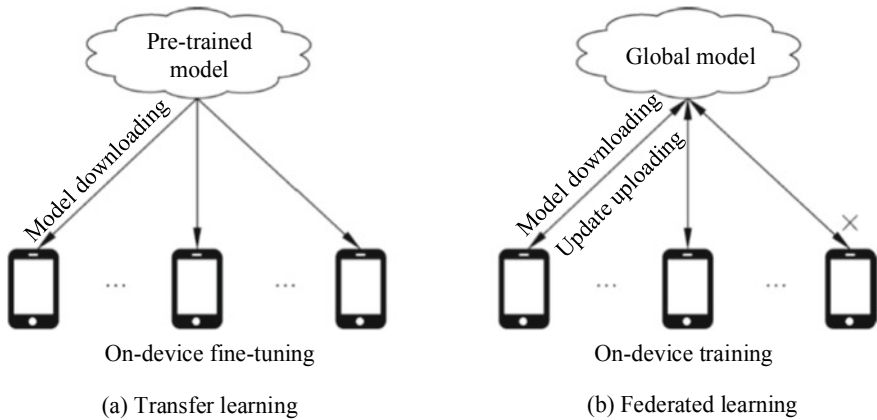 Pre-trained
model
Model downloading
...
...
On-device fine-tuning
(a) Transfer learning
Global model
Model downloading
Update uploading
...
...
On-device training
(b) Federated learning